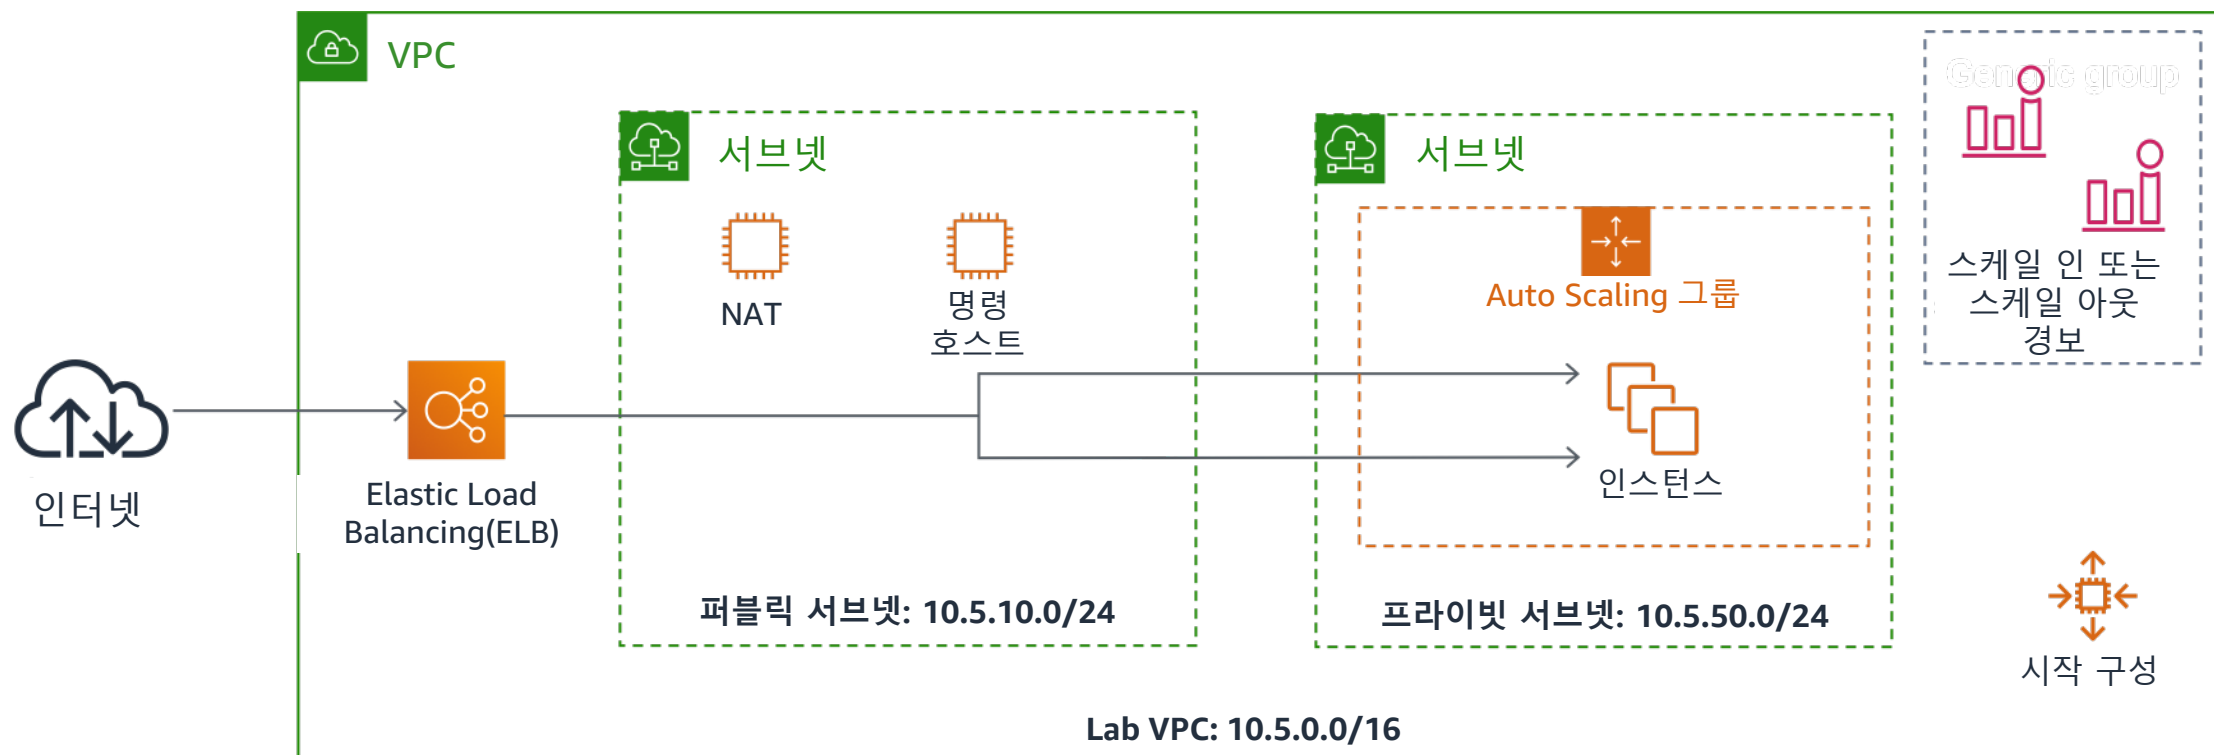 VPC
Generic group
서브넷
서브넷
NAT
명령
호스트
Auto Scaling 그룹
스케일 인 또는
스케일 아웃
경보
인터넷
Elastic Load
Balancing(ELB)
인스턴스
퍼블릭 서브넷: 10.5.10.0/24
프라이빗 서브넷: 10.5.50.0/24
시작 구성
Lab VPC: 10.5.0.0/16